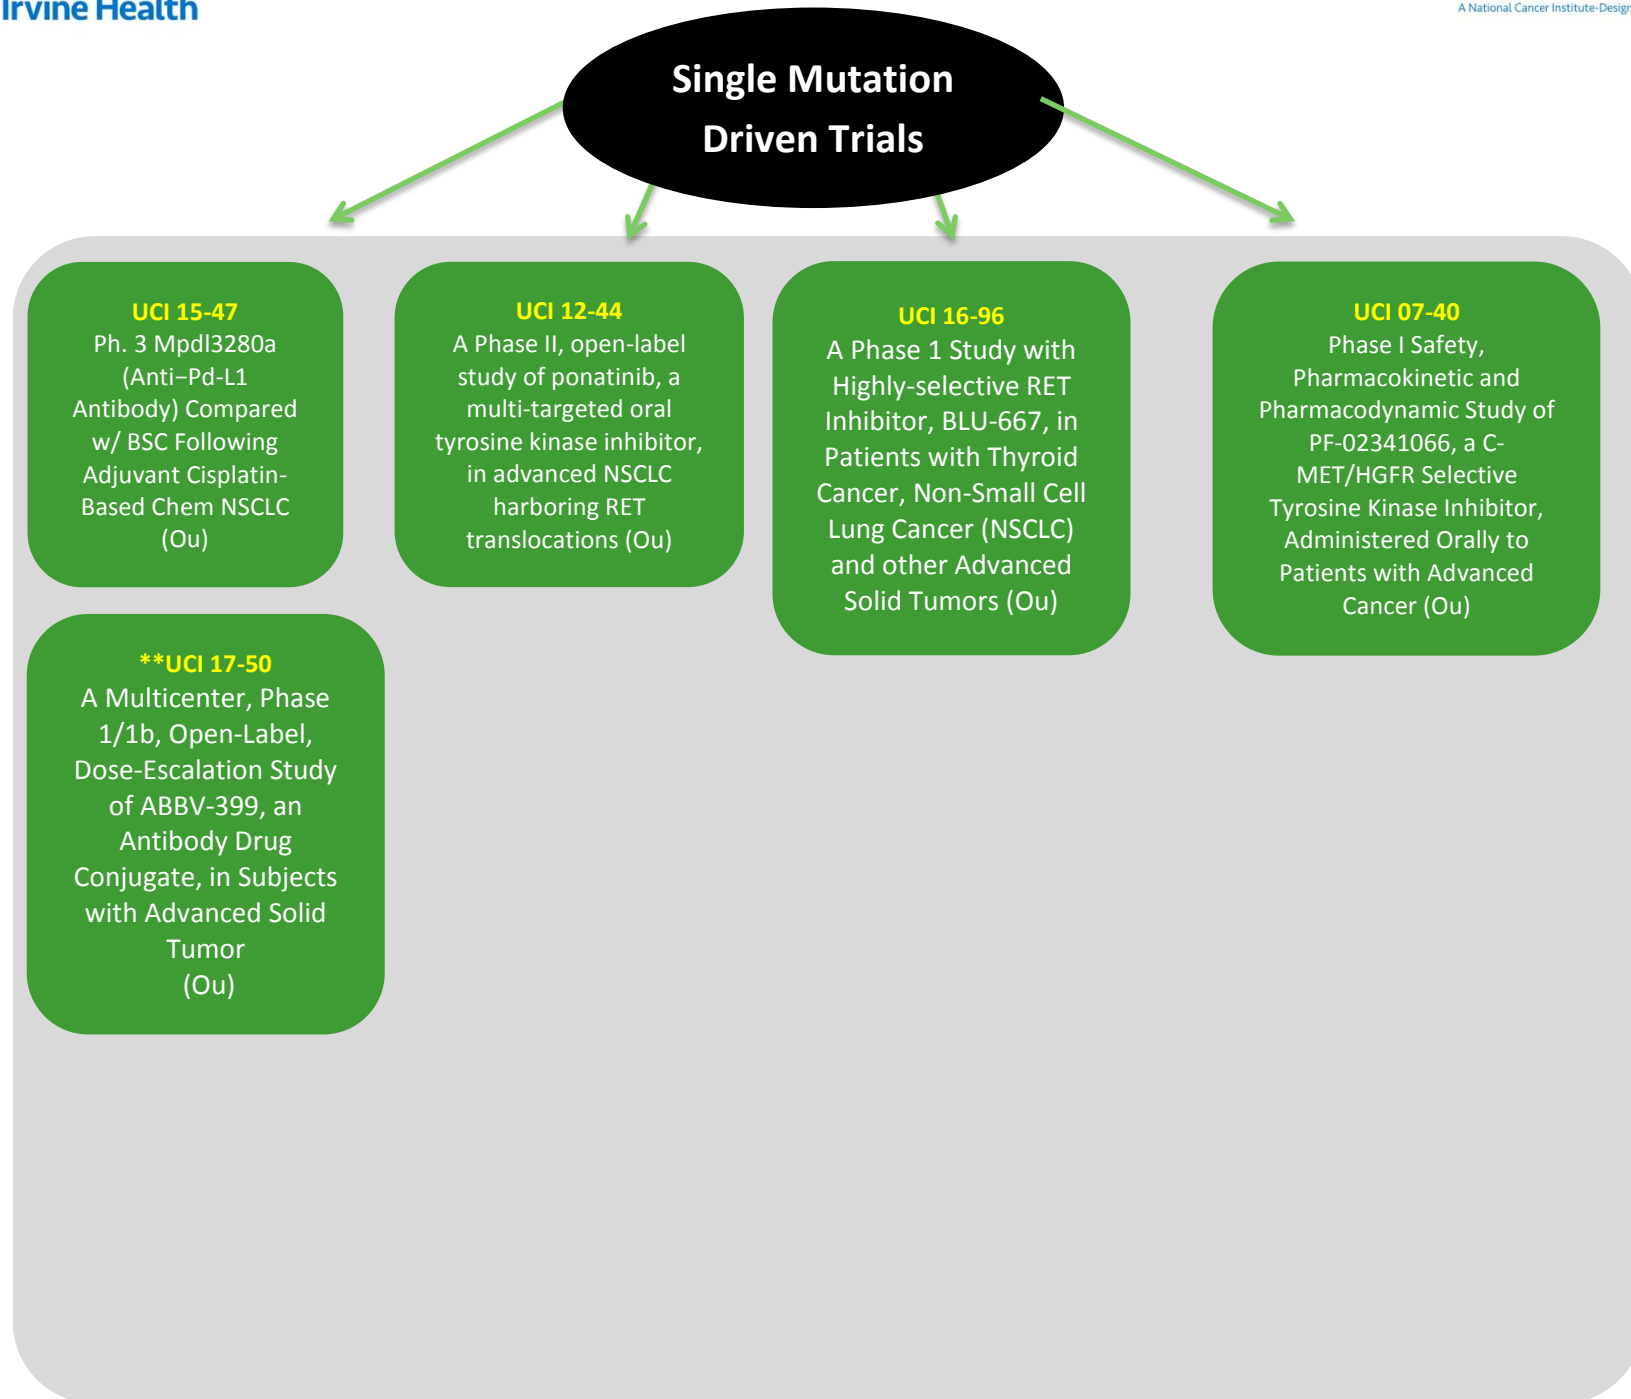 Irvine Health
A National Cancer Institute-Design
Single Mutation
Driven Trials
UCI 15-47
Ph. 3 Mpdl3280a
(Anti–Pd-L1
Antibody) Compared
w/ BSC Following
Adjuvant Cisplatin-
Based Chem NSCLC
(Ou)
UCI 12-44
A Phase II, open-label
study of ponatinib, a
multi-targeted oral
tyrosine kinase inhibitor,
in advanced NSCLC
harboring RET
translocations (Ou)
UCI 16-96
A Phase 1 Study with
Highly-selective RET
Inhibitor, BLU-667, in
Patients with Thyroid
Cancer, Non-Small Cell
Lung Cancer (NSCLC)
and other Advanced
Solid Tumors (Ou)
UCI 07-40
Phase I Safety,
Pharmacokinetic and
Pharmacodynamic Study of
PF-02341066, a C-
MET/HGFR Selective
Tyrosine Kinase Inhibitor,
Administered Orally to
Patients with Advanced
Cancer (Ou)
**UCI 17-50
A Multicenter, Phase
1/1b, Open-Label,
Dose-Escalation Study
of ABBV-399, an
Antibody Drug
Conjugate, in Subjects
with Advanced Solid
Tumor
(Ou)